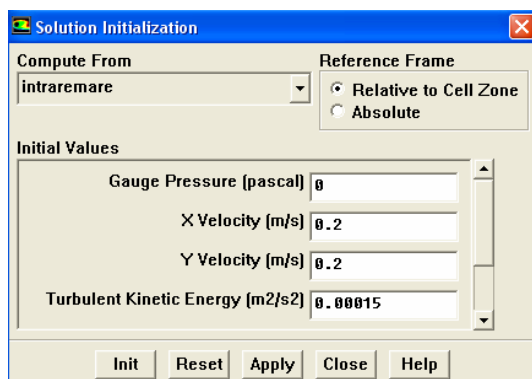 Solution Initialization
Compute From
Reference Frame
intraremare
Relative to Cell Zone
Absolute
Initial Values
Gauge Pressure (pascal) 0
X Velocity (m/s) 0.2
Y Velocity (m/s) 0.2
Turbulent Kinetic Energy (m2/s2) 0.00015
Init Reset Apply Close Help